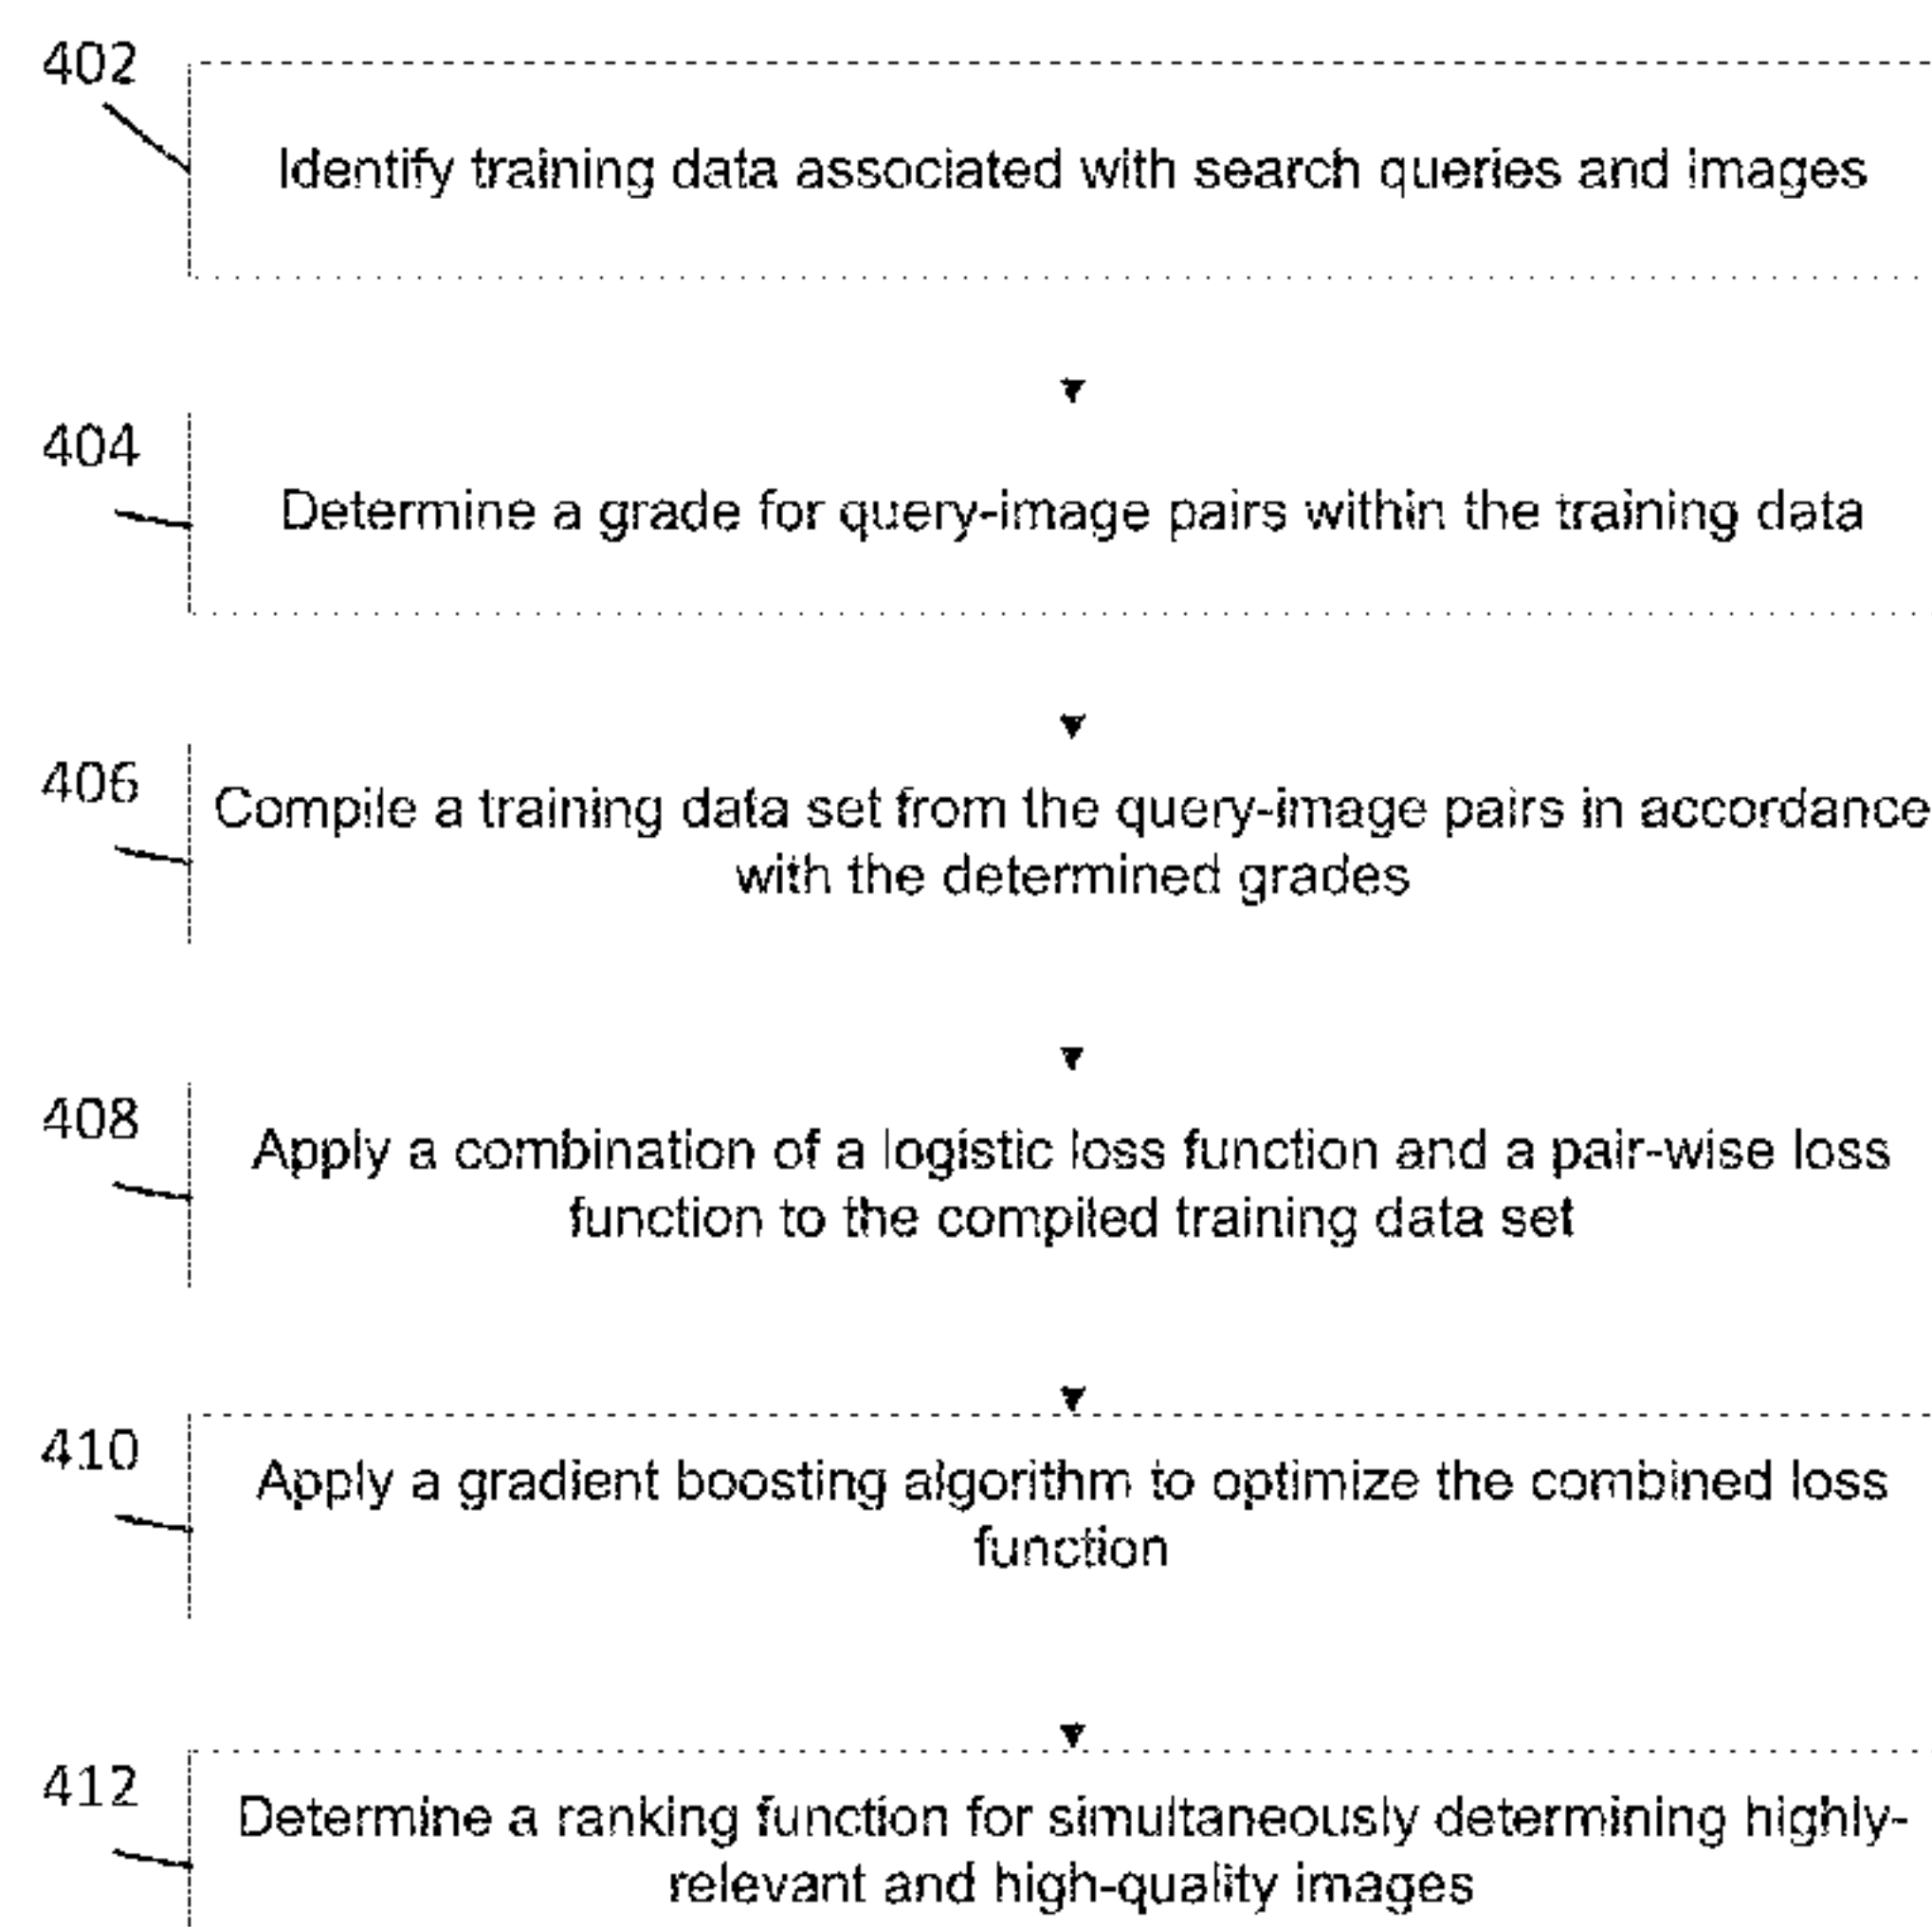 402
Identify training data associated with search queries and images
404
Determine a grade for query-image pairs within the training data
406
Compile a training data set from the query-image pairs in accordance
with the determined grades
408
Apply a combination of a logistic loss function and a pair-wise loss
function to the compiled training data set
410
Apply a gradient boosting algorithm to optimize the combined loss
function
412
Determine a ranking function for simultaneously determining highly-
relevant and high-quality images